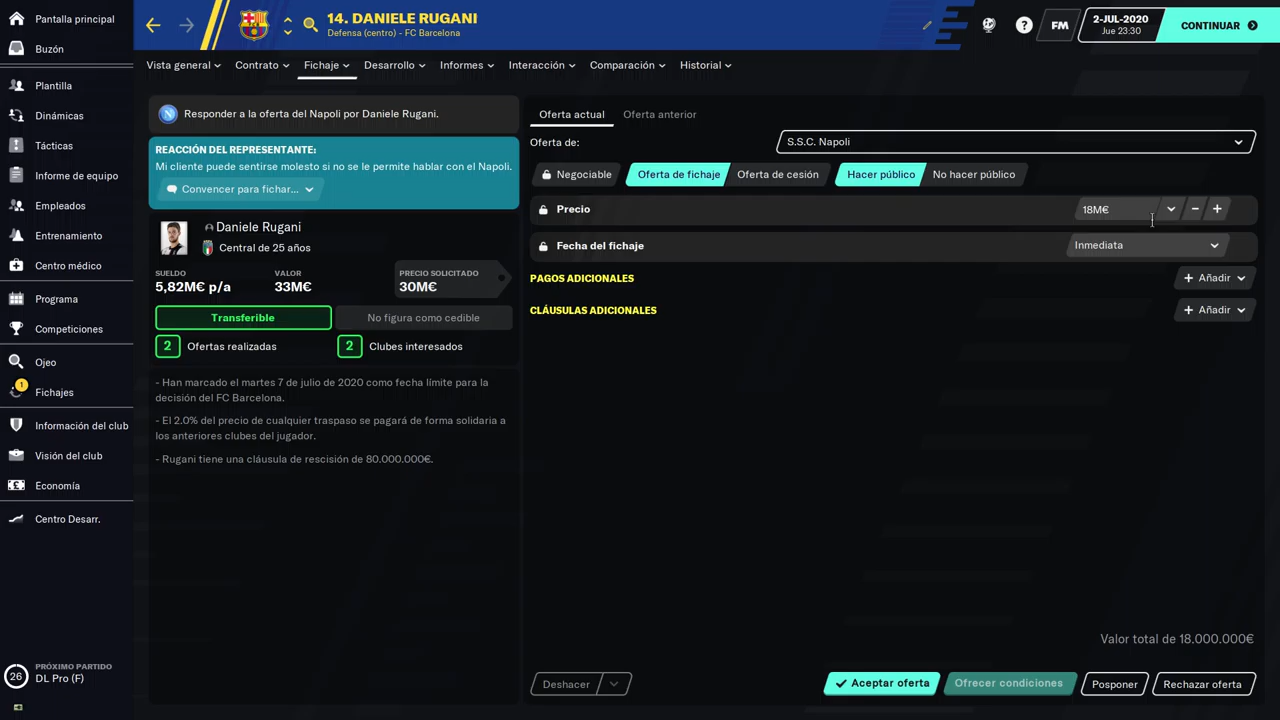 Pantalla principal
Buzón
Plantilla
Dinámicas
Tácticas
Informe de equipo
Empleados
Entrenamiento
Centro médico
Programa
Competiciones
Ojeo
1
Fichajes
Información del club
Visión del club
Economía
Centro Desarr.
26
PRÓXIMO PARTIDO
DL Pro (F)
14. DANIELE RUGANI
Defensa (centro) - FC Barcelona
FM
2-JUL-2020
Jue 23:30
CONTINUAR
Vista general
Contrato
Fichaje
Desarrollo
Informes
Interacción
Comparación
Historial
Responder a la oferta del Napoli por Daniele Rugani.
REACCIÓN DEL REPRESENTANTE:
Mi cliente puede sentirse molesto si no se le permite hablar con el Napoli.
Convencer para fichar...
Daniele Rugani
Central de 25 años
SUELDO
5,82M€ p/a
VALOR
33M€
PRECIO SOLICITADO
30M€
Transferible
No figura como cedible
2 Ofertas realizadas
2 Clubes interesados
- Han marcado el martes 7 de julio de 2020 como fecha límite para la
decisión del FC Barcelona.
- El 2.0% del precio de cualquier traspaso se pagará de forma solidaria a
los anteriores clubes del jugador.
- Rugani tiene una cláusula de rescisión de 80.000.000€.
Oferta actual
Oferta anterior
Oferta de:
S.S.C. Napoli
Negociable
Oferta de fichaje
Oferta de cesión
Hacer público
No hacer público
Precio
18M€
Fecha del fichaje
Inmediata
PAGOS ADICIONALES
Añadir
CLÁUSULAS ADICIONALES
Añadir
Valor total de 18.000.000€
Deshacer
Aceptar oferta
Ofrecer condiciones
Posponer
Rechazar oferta